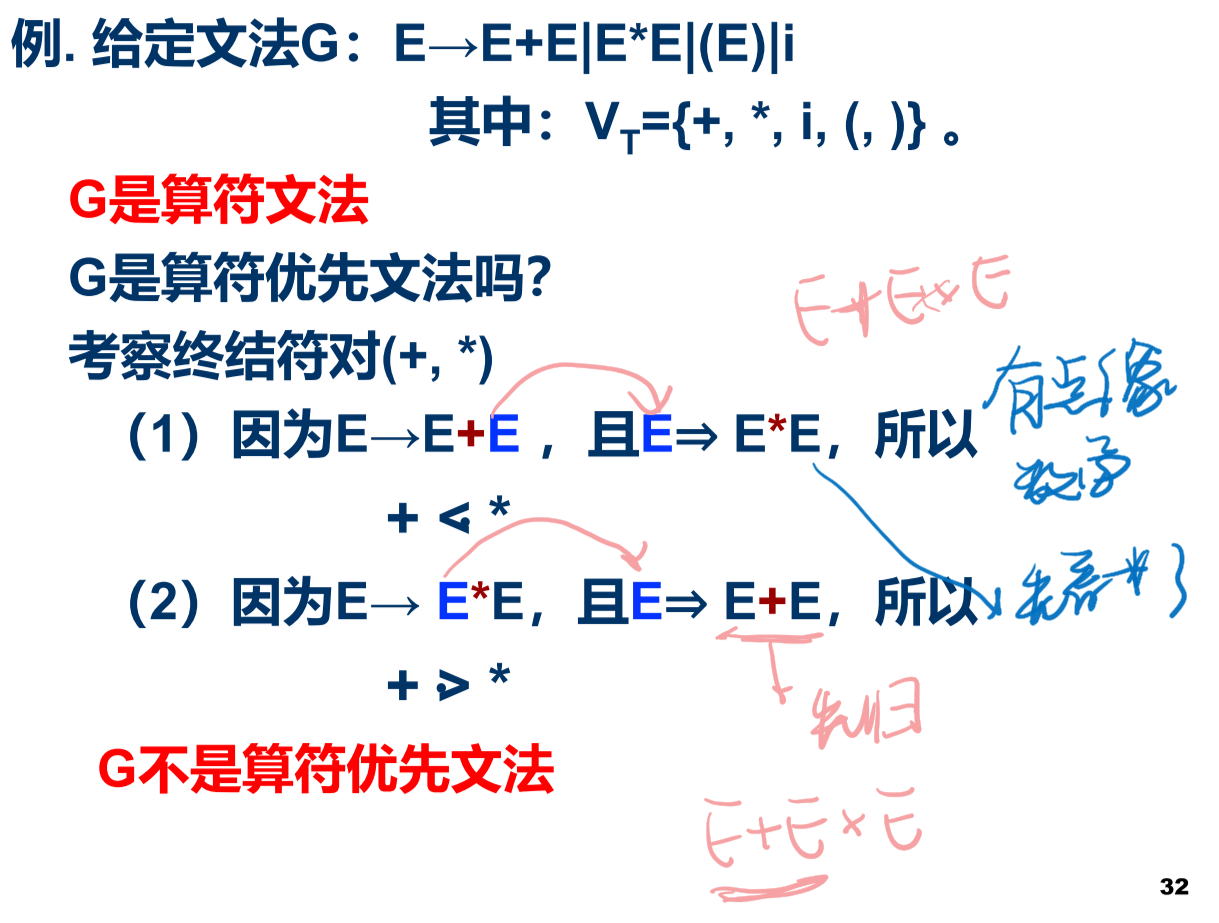 例. 给定文法G：E→E+E|E*E|(E)|i
其中：VT={+, *, i, (, )} 。
G是算符文法
G是算符优先文法吗？
E+E×E
考察终结符对(+, *)
有点像
数学
（1）因为E→E+E ，且E⇒ E*E，所以
+ ⋖ *
（2）因为E→ E*E，且E⇒ E+E，所以
+ ⋗ *
先归
G不是算符优先文法
E+E×E
32